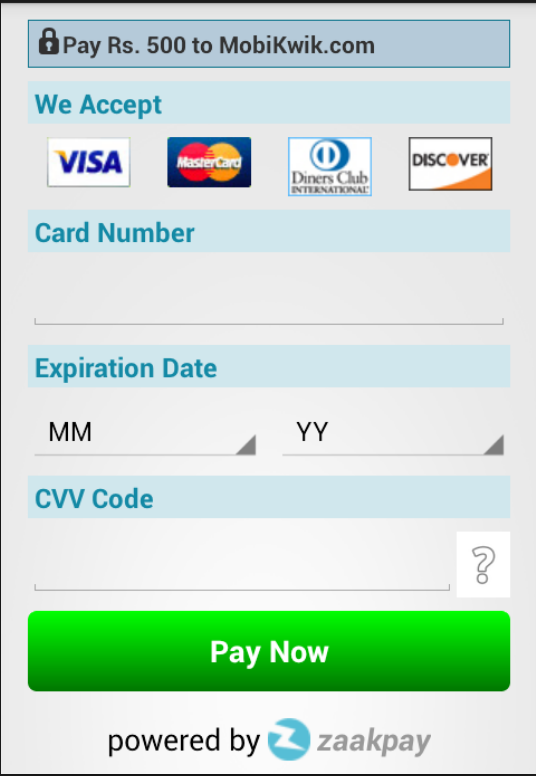 Pay Rs. 500 to MobiKwik.com
We Accept
VISA MasterCard Diners Club INTERNATIONAL DISCOVER
Card Number
Expiration Date
MM YY
CVV Code
?
Pay Now
powered by zaakpay